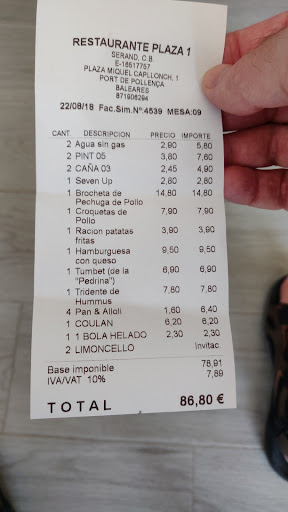 RESTAURANTE PLAZA 1
SERAND, C.B.
E-16517757
PLAZA MIQUEL CAPLLONCH, 1
PORT DE POLLENÇA
BALEARES
871906294
22/08/18 Fac.Sim.Nº:4539 MESA:09
CANT. DESCRIPCION PRECIO IMPORTE
2 Agua sin gas 2,90 5,80
2 PINT 05 3,80 7,60
2 CAÑA 03 2,45 4,90
1 Seven Up 2,80 2,80
1 Brocheta de 14,80 14,80
Pechuga de Pollo
1 Croquetas de 7,90 7,90
Pollo
1 Racion patatas 3,90 3,90
fritas
1 Hamburguesa 9,50 9,50
con queso
1 Tumbet (de la 6,90 6,90
"Pedrina")
1 Tridente de 7,80 7,80
Hummus
4 Pan & Alioli 1,60 6,40
1 COULAN 6,20 6,20
1 1 BOLA HELADO 2,30 2,30
2 LIMONCELLO Invitac.
Base imponible 78,91
IVA/VAT 10% 7,89
TOTAL 86,80 €